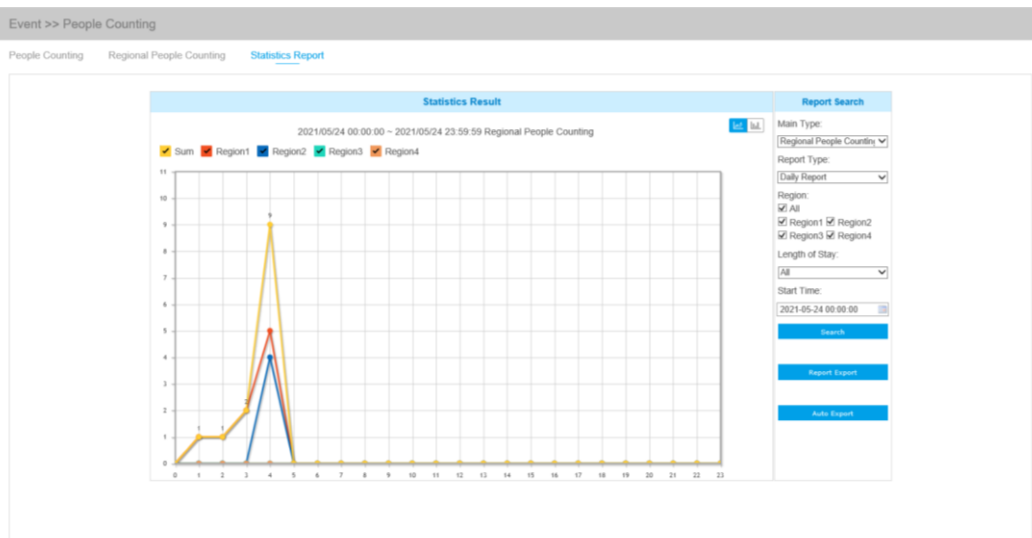 Event >> People Counting
People Counting Regional People Counting Statistics Report
Statistics Result
2021/05/24 00:00:00 ~ 2021/05/24 23:59:59 Regional People Counting
Sum Region1 Region2 Region3 Region4
11
10
9
8
7
6
5
4
3
2
1
0
9
2
1 1
0 1 2 3 4 5 6 7 8 9 10 11 12 13 14 15 16 17 18 19 20 21 22 23
Report Search
Main Type:
Regional People Counting
Report Type:
Daily Report
Region:
All
Region1 Region2
Region3 Region4
Length of Stay:
All
Start Time:
2021-05-24 00:00:00
Search
Report Export
Auto Export